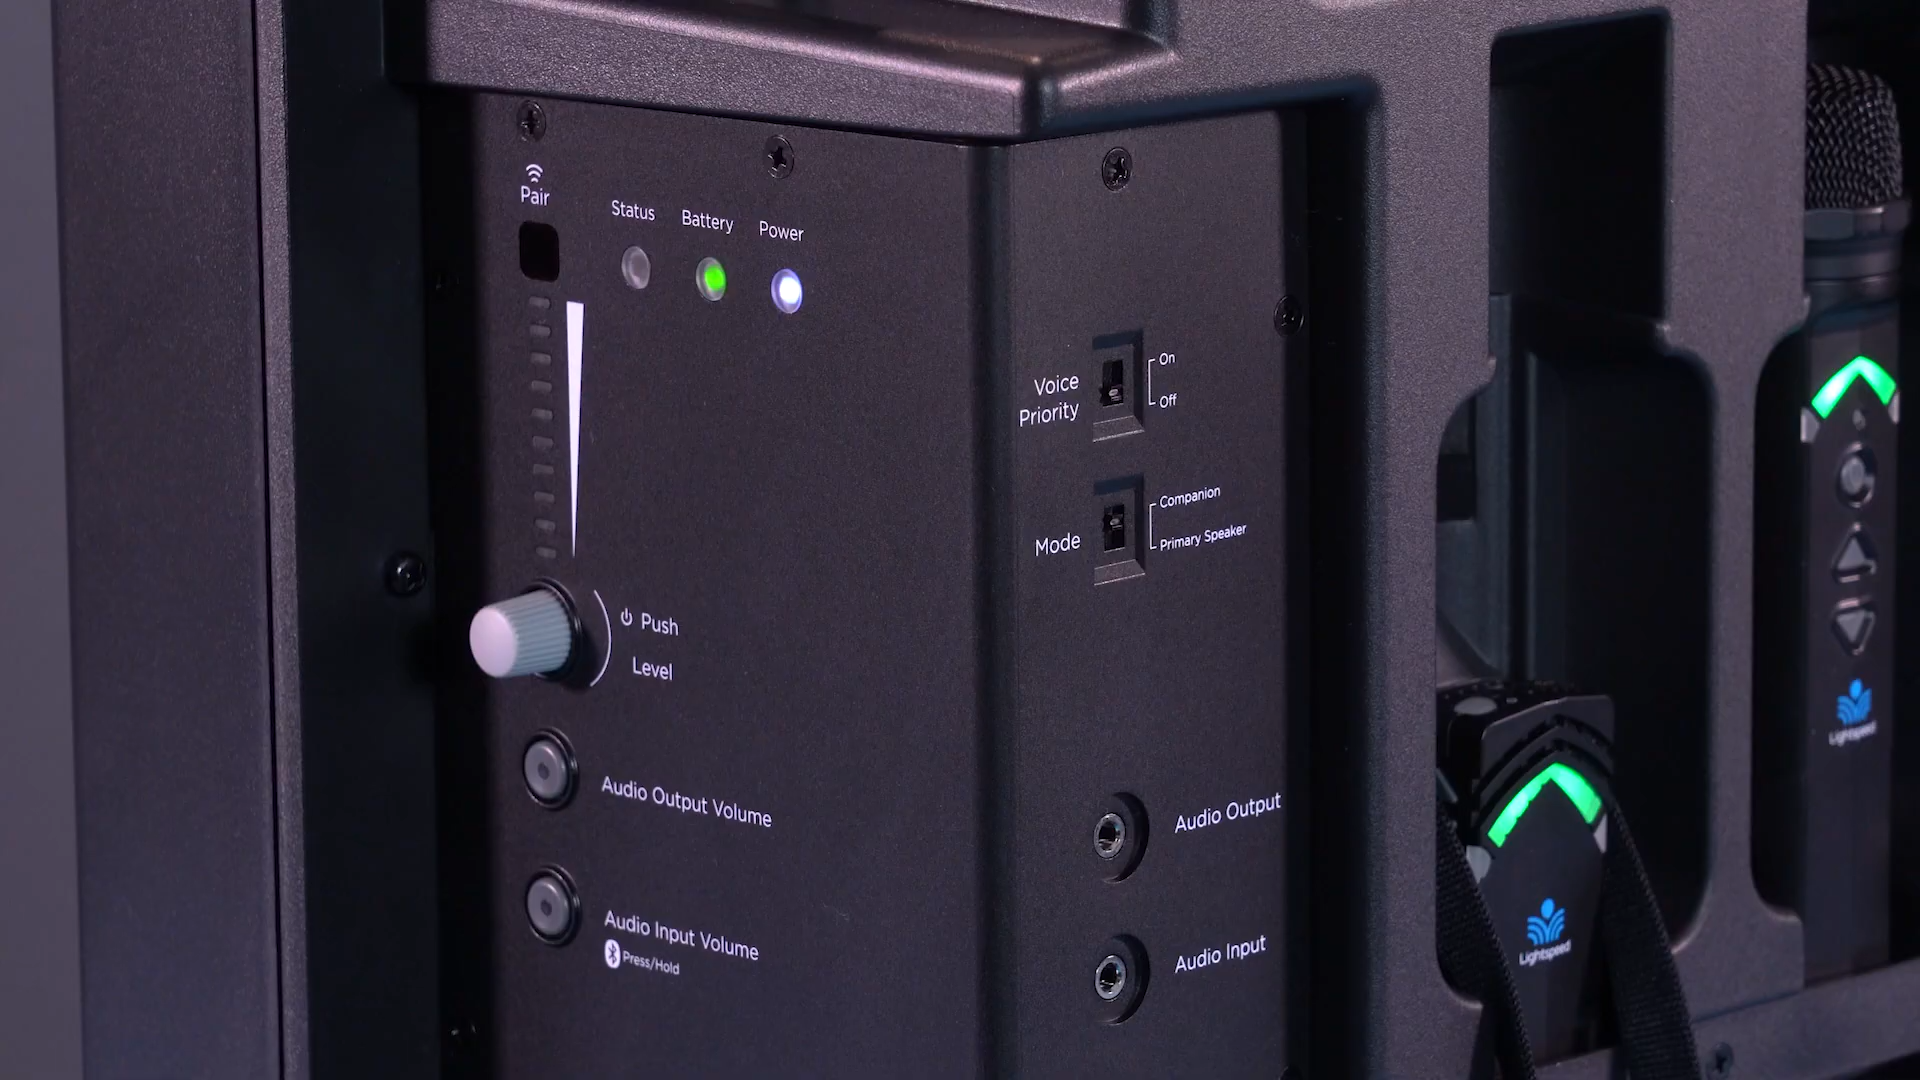 Pair
Status
Battery
Power
Push
Level
Audio Output Volume
Audio Input Volume
Press/Hold
Voice
Priority
On
Off
Mode
Companion
Primary Speaker
Audio Output
Audio Input
Lightspeed
Lightspeed